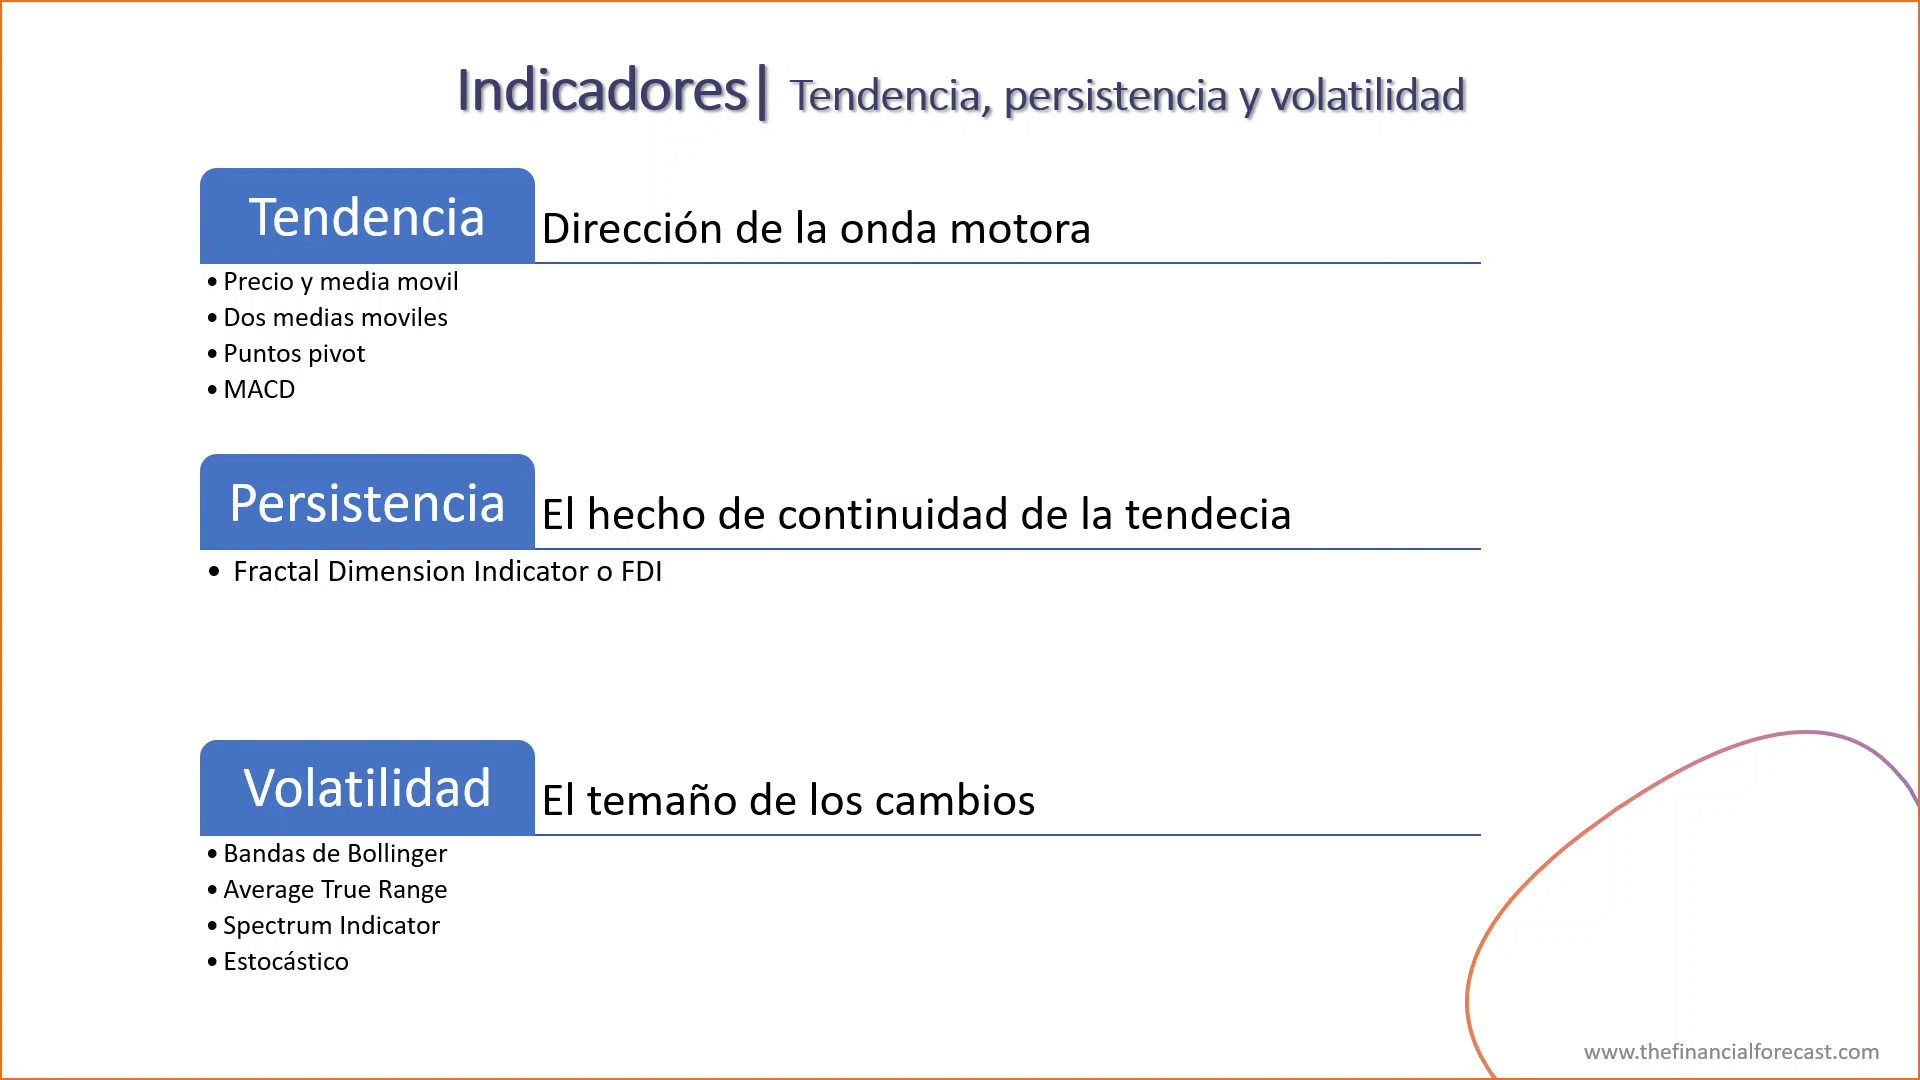 Indicadores| Tendencia, persistencia y volatilidad
Tendencia
Dirección de la onda motora
• Precio y media movil
• Dos medias moviles
• Puntos pivot
• MACD
Persistencia
El hecho de continuidad de la tendecia
• Fractal Dimension Indicator o FDI
Volatilidad
El temaño de los cambios
• Bandas de Bollinger
• Average True Range
• Spectrum Indicator
• Estocástico
www.thefinancialforecast.com